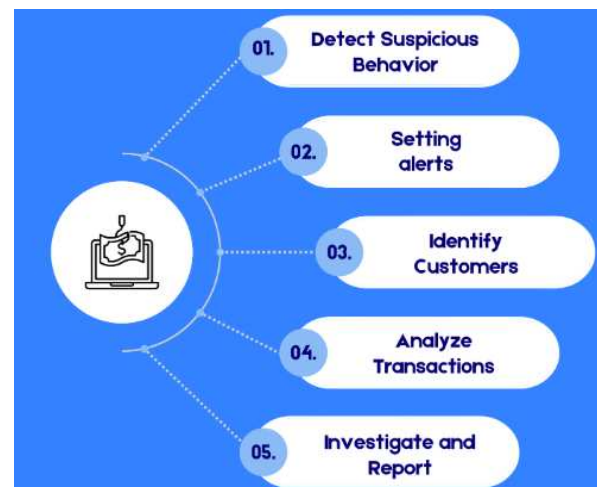 01.
Detect Suspicious
Behavior
02.
Setting
alerts
03.
Identify
Customers
04.
Analyze
Transactions
05.
Investigate and
Report